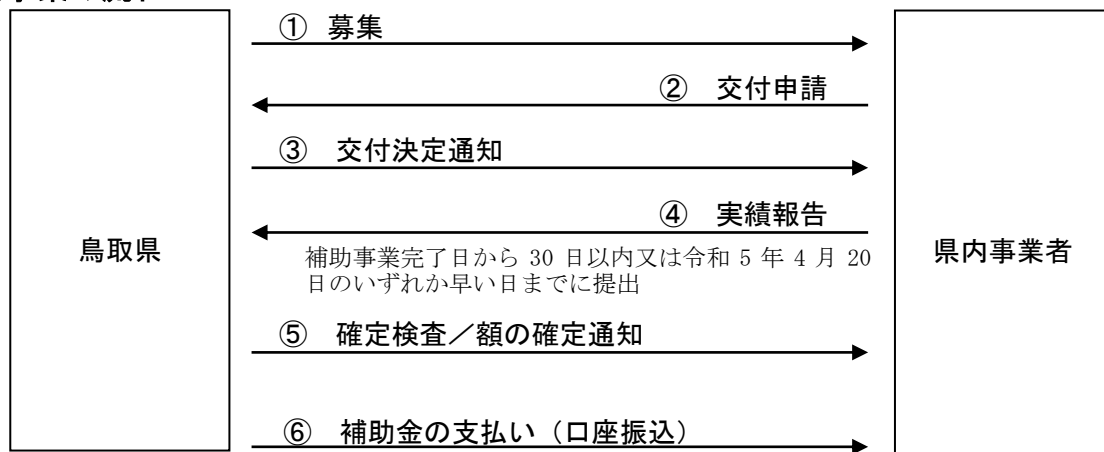 ① 募集
② 交付申請
③ 交付決定通知
④ 実績報告
鳥取県
補助事業完了日から 30 日以内又は令和 5 年 4 月 20
日のいずれか早い日までに提出
県内事業者
⑤ 確定検査／額の確定通知
⑥ 補助金の支払い（口座振込）